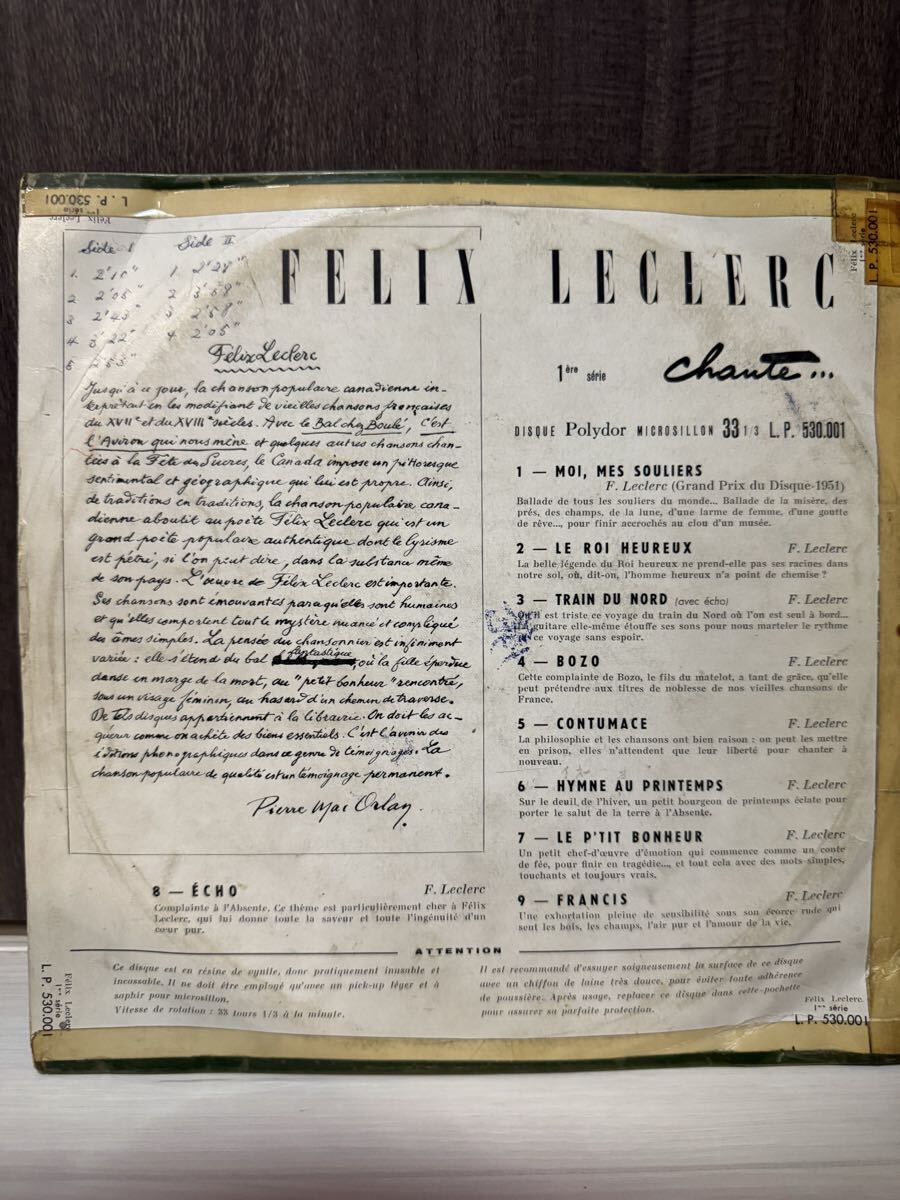 L. P. 530.001
1ère série
Félix Leclerc
Side I
1. 2'10"
2 2'05"
3 2'43"
4. 3'22"
5. 2'53"
Side II
1 2'28"
2 3'58"
3 2'58"
4 2'05"
FELIX LECLERC
1ère série
chante...
DISQUE Polydor MICROSILLON 33 1/3 L.P. 530.001
Félix Leclerc
Jusqu'à ce jour, la chanson populaire canadienne in-
terprétait en les modifiant de vieilles chansons françaises
du XVIIe et du XVIIIe siècles. Avec le Bal chez Boulé, C'est
l'Aviron qui nous mène et quelques autres chansons chan-
tées à la Fête des Sucres, le Canada impose un pittoresque
sentimental et géographique qui lui est propre. Ainsi,
de traditions en traditions, la chanson populaire cana-
dienne aboutit au poète Félix Leclerc qui est un
grand poète populaire authentique dont le lyrisme
est pétri, si l'on peut dire, dans la substance même
de son pays. L'œuvre de Félix Leclerc est importante.
Ses chansons sont émouvantes parce qu'elles sont humaines
et qu'elles comportent tout le mystère nuancé et compliqué
des âmes simples. La pensée du chansonnier est infiniment
variée : elle s'étend du bal fantastique, où la fille éperdue
danse en marge de la mort, au "petit bonheur" rencontré,
sous un visage féminin, au hasard d'un chemin de traverse.
De tels disques appartiennent à la librairie. On doit les ac-
querir comme on achète des biens essentiels. C'est l'avenir des
éditions phonographiques dans ce genre de témoignages. La
chanson populaire de qualité est un témoignage permanent.
Pierre Mac Orlan.
1 — MOI, MES SOULIERS
F. Leclerc (Grand Prix du Disque-1951)
Ballade de tous les souliers du monde... Ballade de la misère, des
prés, des champs, de la lune, d'une larme de femme, d'une goutte
de rêve..., pour finir accrochés au clou d'un musée.
2 — LE ROI HEUREUX F. Leclerc
La belle légende du Roi heureux ne prend-elle pas ses racines dans
notre sol, où, dit-on, l'homme heureux n'a point de chemise ?
3 — TRAIN DU NORD (avec écho) F. Leclerc
Qu'il est triste ce voyage du train du Nord où l'on est seul à bord...
La guitare elle-même étouffe ses sons pour nous marteler le rythme
de ce voyage sans espoir.
4 — BOZO F. Leclerc
Cette complainte de Bozo, le fils du matelot, a tant de grâce, qu'elle
peut prétendre aux titres de noblesse de nos vieilles chansons de
France.
5 — CONTUMACE F. Leclerc
La philosophie et les chansons ont bien raison : on peut les mettre
en prison, elles n'attendent que leur liberté pour chanter à
nouveau.
6 — HYMNE AU PRINTEMPS F. Leclerc
Sur le deuil de l'hiver, un petit bourgeon de printemps éclate pour
porter le salut de la terre à l'Absente.
7 — LE P'TIT BONHEUR F. Leclerc
Un petit chef-d'œuvre d'émotion qui commence comme un conte
de fée, pour finir en tragédie..., et tout cela avec des mots simples,
touchants et toujours vrais.
8 — ÉCHO F. Leclerc
Complainte à l'Absente. Ce thème est particulièrement cher à Félix
Leclerc, qui lui donne toute la saveur et toute l'ingénuité d'un
cœur pur.
9 — FRANCIS F. Leclerc
Une exhortation pleine de sensibilité sous son écorce rude qui
sent les bois, les champs, l'air pur et l'amour de la vie.
ATTENTION
Ce disque est en résine de vynile, donc pratiquement inusable et
incassable. Il ne doit être employé qu'avec un pick-up léger et à
saphir pour microsillon.
Vitesse de rotation : 33 tours 1/3 à la minute.
Il est recommandé d'essuyer soigneusement la surface de ce disque
avec un chiffon de laine très douce, pour éviter toute adhérence
de poussière. Après usage, replacer ce disque dans cette pochette
pour assurer sa parfaite protection.
Félix Leclerc
1ère série
L. P. 530.001
Félix Leclerc
1ère série
L. P. 530.001
Félix Leclerc
1ère série
L. P. 530.001